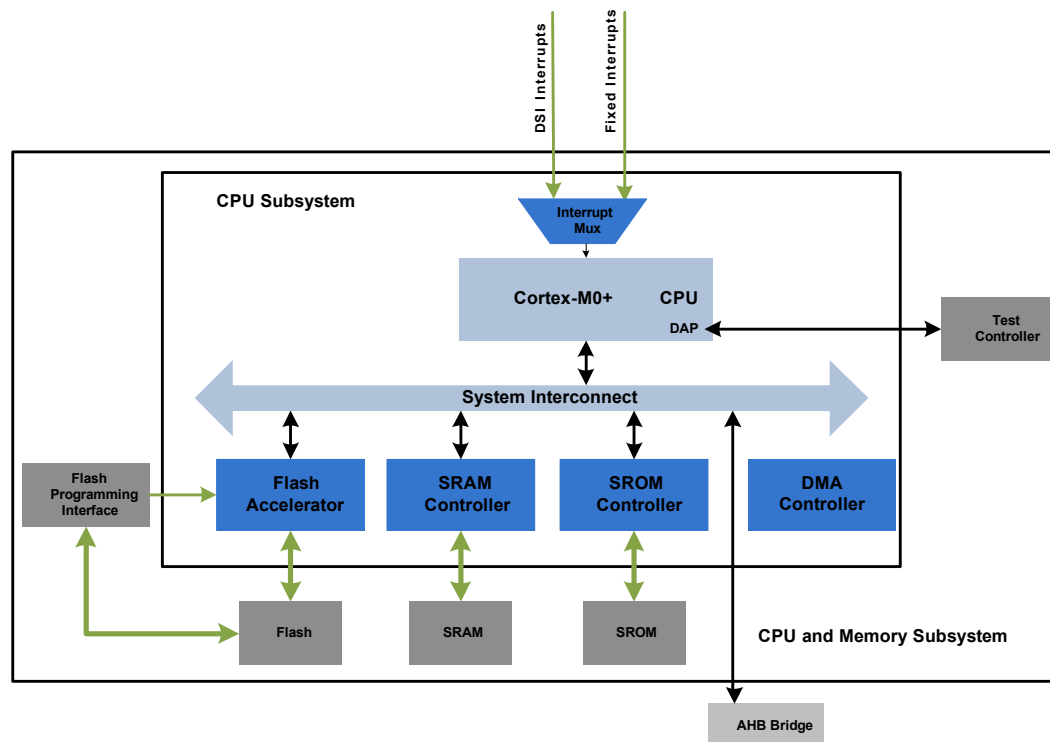 DSI Interrupts
Fixed Interrupts
CPU Subsystem
Interrupt
Mux
Cortex-M0+ CPU
DAP
Test
Controller
System Interconnect
Flash
Programming
Interface
Flash
Accelerator
SRAM
Controller
SROM
Controller
DMA
Controller
Flash
SRAM
SROM
CPU and Memory Subsystem
AHB Bridge